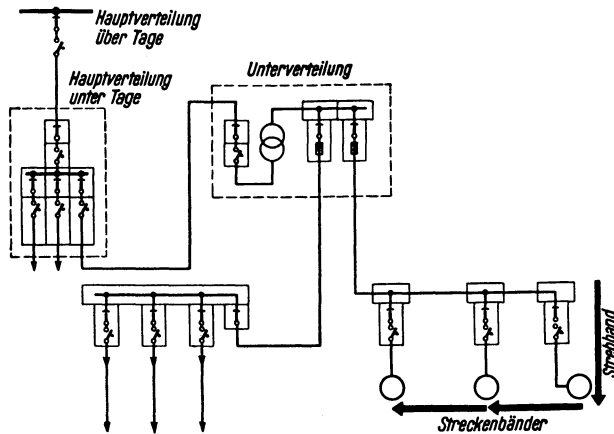 Hauptverteilung
über Tage
Hauptverteilung
unter Tage
Unterverteilung
Strebband
Streckenbänder